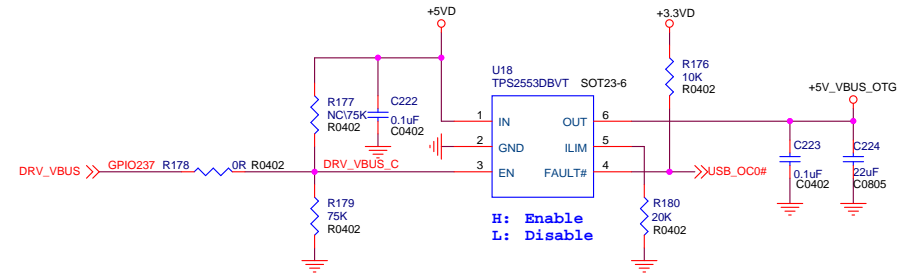 +5VD
+3.3VD
+5V_VBUS_OTG
U18
TPS2553DBVT SOT23-6
R176
10K
R0402
R177
NC\75K
R0402
C222
0.1uF
C0402
1 IN
2 GND
3 EN
OUT 6
ILIM 5
FAULT# 4
DRV_VBUS GPIO237 R178 0R R0402 DRV_VBUS_C
USB_OC0#
C223
0.1uF
C0402
C224
22uF
C0805
R179
75K
R0402
R180
20K
R0402
H: Enable
L: Disable